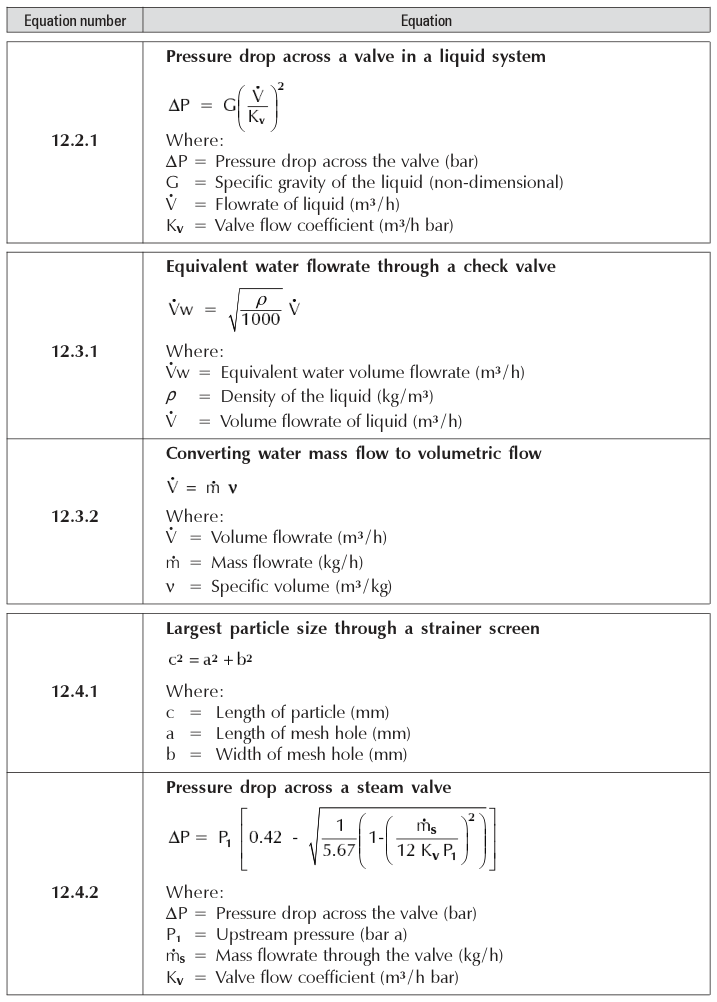 Equation number Equation
12.2.1
Pressure drop across a valve in a liquid system
ΔP = G(V̇/Kv)²
Where:
ΔP = Pressure drop across the valve (bar)
G = Specific gravity of the liquid (non-dimensional)
V̇ = Flowrate of liquid (m³/h)
Kv = Valve flow coefficient (m³/h bar)
12.3.1
Equivalent water flowrate through a check valve
V̇w = √(ρ/1000) V̇
Where:
V̇w = Equivalent water volume flowrate (m³/h)
ρ = Density of the liquid (kg/m³)
V̇ = Volume flowrate of liquid (m³/h)
12.3.2
Converting water mass flow to volumetric flow
V̇ = ṁ ν
Where:
V̇ = Volume flowrate (m³/h)
ṁ = Mass flowrate (kg/h)
ν = Specific volume (m³/kg)
12.4.1
Largest particle size through a strainer screen
c² = a² + b²
Where:
c = Length of particle (mm)
a = Length of mesh hole (mm)
b = Width of mesh hole (mm)
12.4.2
Pressure drop across a steam valve
ΔP = P₁ [0.42 - √(1/5.67 (1-(ṁs/12 Kv P₁)²))]
Where:
ΔP = Pressure drop across the valve (bar)
P₁ = Upstream pressure (bar a)
ṁs = Mass flowrate through the valve (kg/h)
Kv = Valve flow coefficient (m³/h bar)